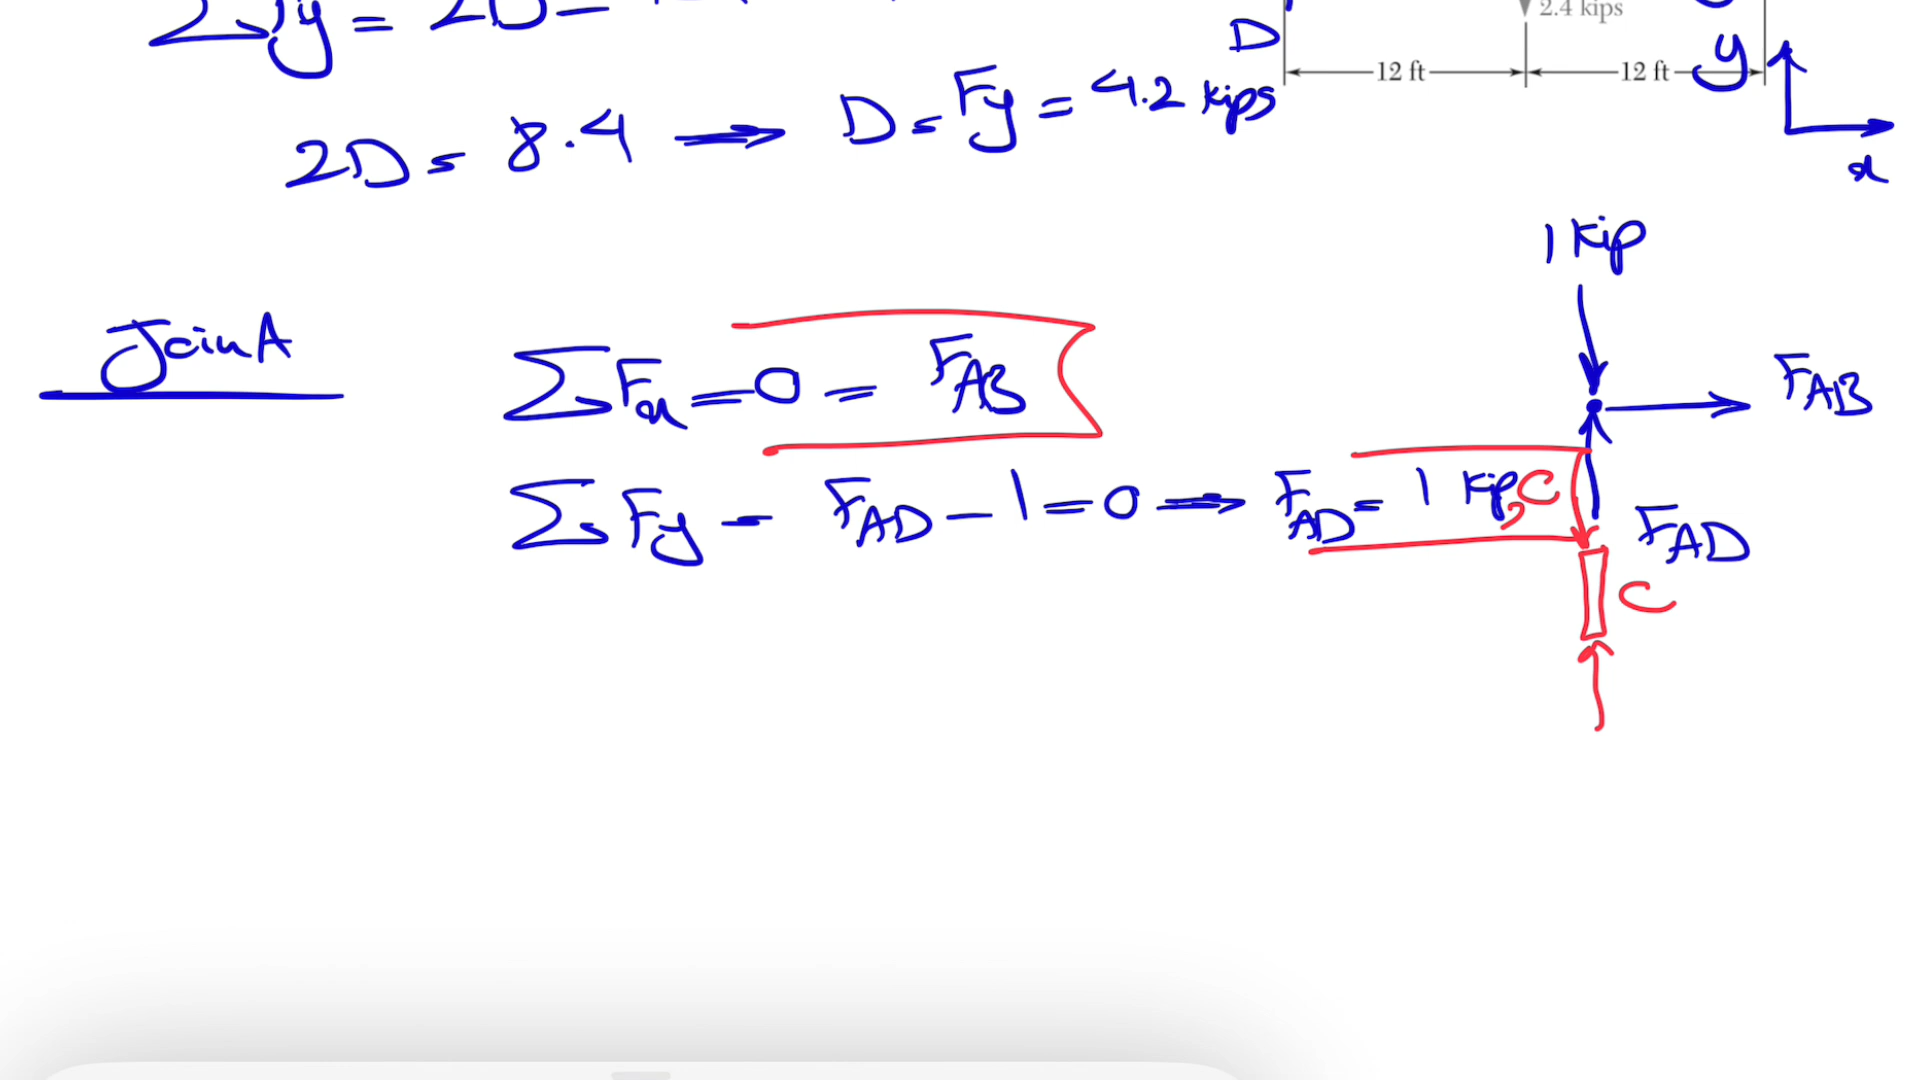 ΣFy = 2D -
2.4 kips
D
12 ft 12 ft
y
x
2D = 8.4 → D = Fy = 4.2 kips
1 kip
Join A
ΣFx = 0 = FAB
FAB
ΣFy = FAD - 1 = 0 → FAD = 1 kip, C
FAD
C